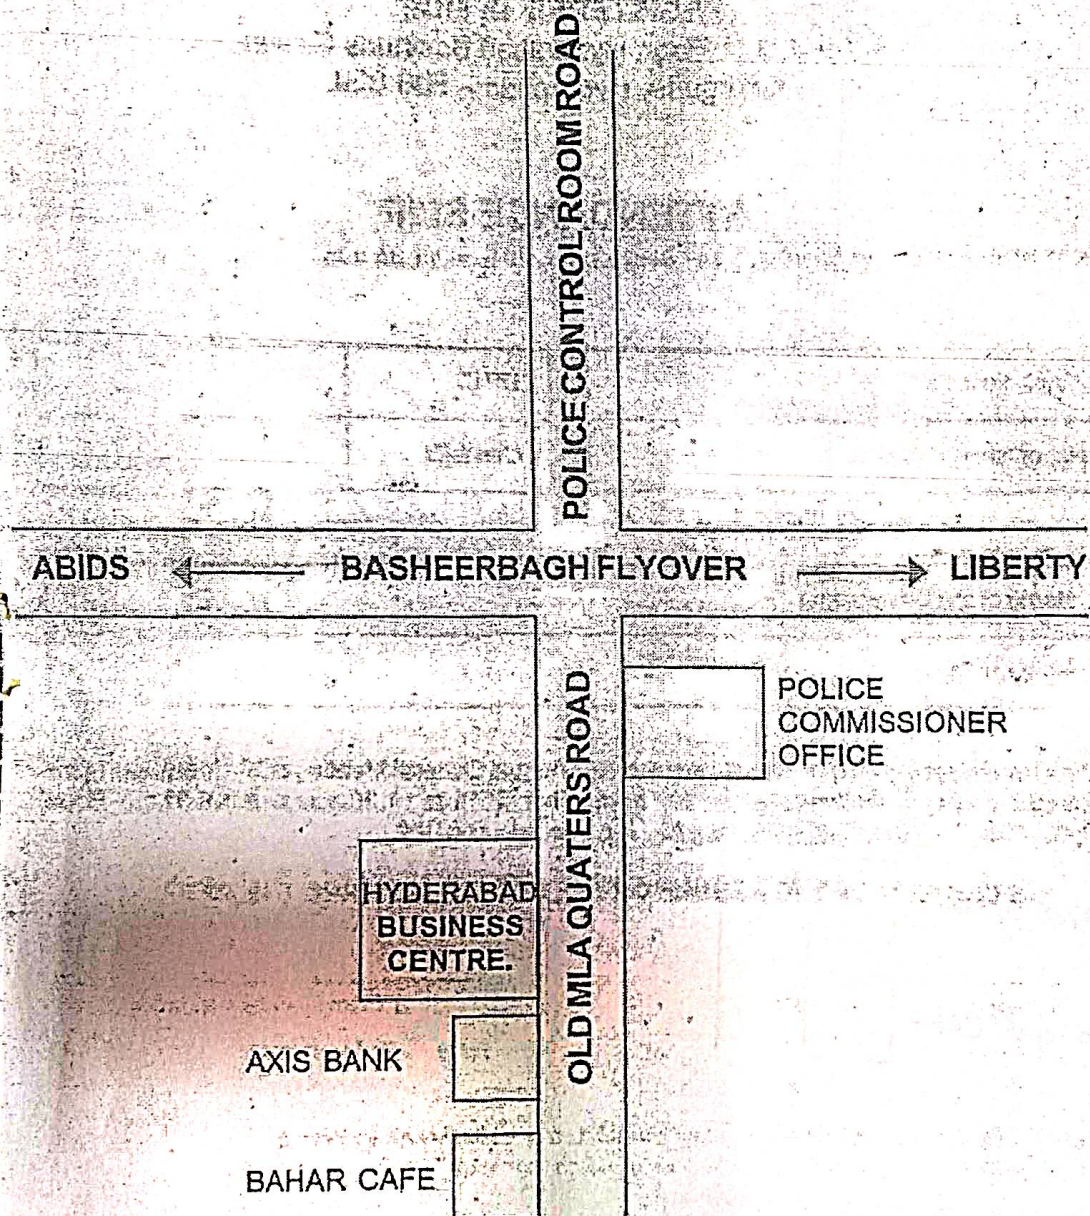 POLICE CONTROL ROOM ROAD
ABIDS
BASHEERBAGH FLYOVER
LIBERTY
OLD MLA QUATERS ROAD
POLICE
COMMISSIONER
OFFICE
HYDERABAD
BUSINESS
CENTRE.
AXIS BANK
BAHAR CAFE